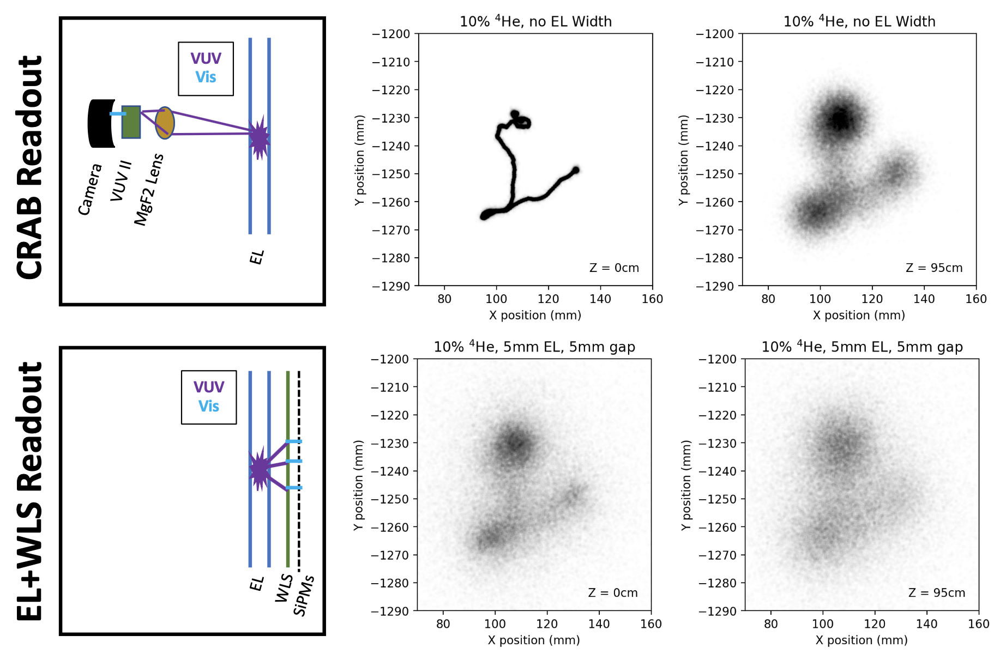 CRAB Readout
VUV
Vis
Camera
VUV II
MgF2 Lens
EL
10% ⁴He, no EL Width
Y position (mm)
−1200
−1210
−1220
−1230
−1240
−1250
−1260
−1270
−1280
−1290
Z = 0cm
80 100 120 140 160
X position (mm)
10% ⁴He, no EL Width
Y position (mm)
−1200
−1210
−1220
−1230
−1240
−1250
−1260
−1270
−1280
−1290
Z = 95cm
80 100 120 140 160
X position (mm)
EL+WLS Readout
VUV
Vis
EL
WLS
SiPMs
10% ⁴He, 5mm EL, 5mm gap
Y position (mm)
−1200
−1210
−1220
−1230
−1240
−1250
−1260
−1270
−1280
−1290
Z = 0cm
80 100 120 140 160
X position (mm)
10% ⁴He, 5mm EL, 5mm gap
Y position (mm)
−1200
−1210
−1220
−1230
−1240
−1250
−1260
−1270
−1280
−1290
Z = 95cm
80 100 120 140 160
X position (mm)